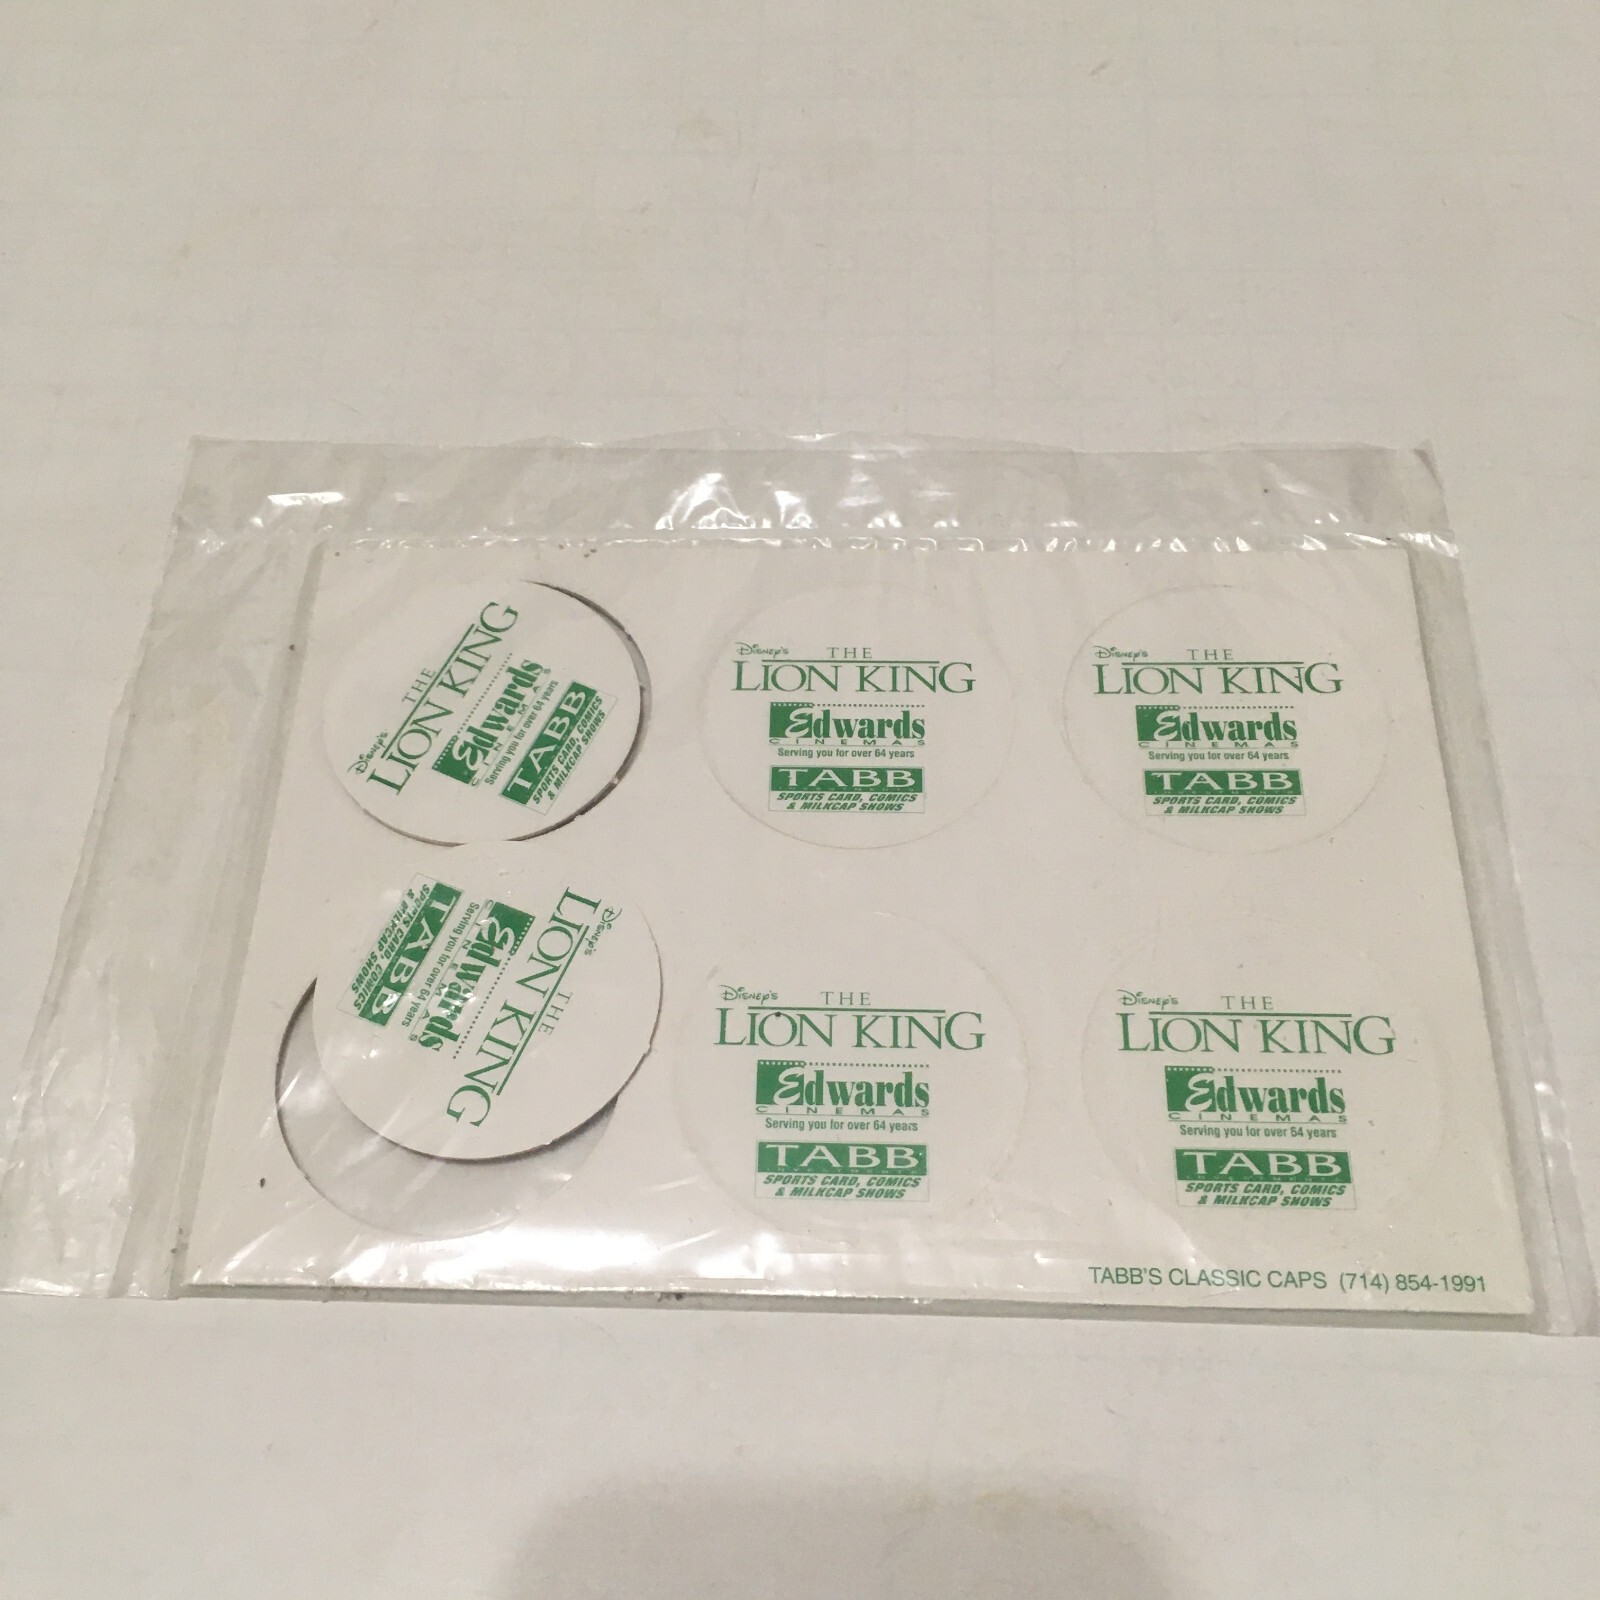 Disney's
THE
LION KING
Edwards
CINEMAS
Serving you for over 64 years
TABB
SPORTS CARD, COMICS
& MILKCAP SHOWS
Disney's
THE
LION KING
Edwards
CINEMAS
Serving you for over 64 years
TABB
SPORTS CARD, COMICS
& MILKCAP SHOWS
Disney's
THE
LION KING
Edwards
CINEMAS
Serving you for over 64 years
TABB
SPORTS CARD, COMICS
& MILKCAP SHOWS
Disney's
THE
LION KING
Edwards
CINEMAS
Serving you for over 64 years
TABB
SPORTS CARD, COMICS
& MILKCAP SHOWS
Disney's
THE
LION KING
Edwards
CINEMAS
Serving you for over 64 years
TABB
INVESTMENTS
SPORTS CARD, COMICS
& MILKCAP SHOWS
Disney's
THE
LION KING
Edwards
CINEMAS
Serving you for over 64 years
TABB
INVESTMENTS
SPORTS CARD, COMICS
& MILKCAP SHOWS
TABB'S CLASSIC CAPS (714) 854-1991